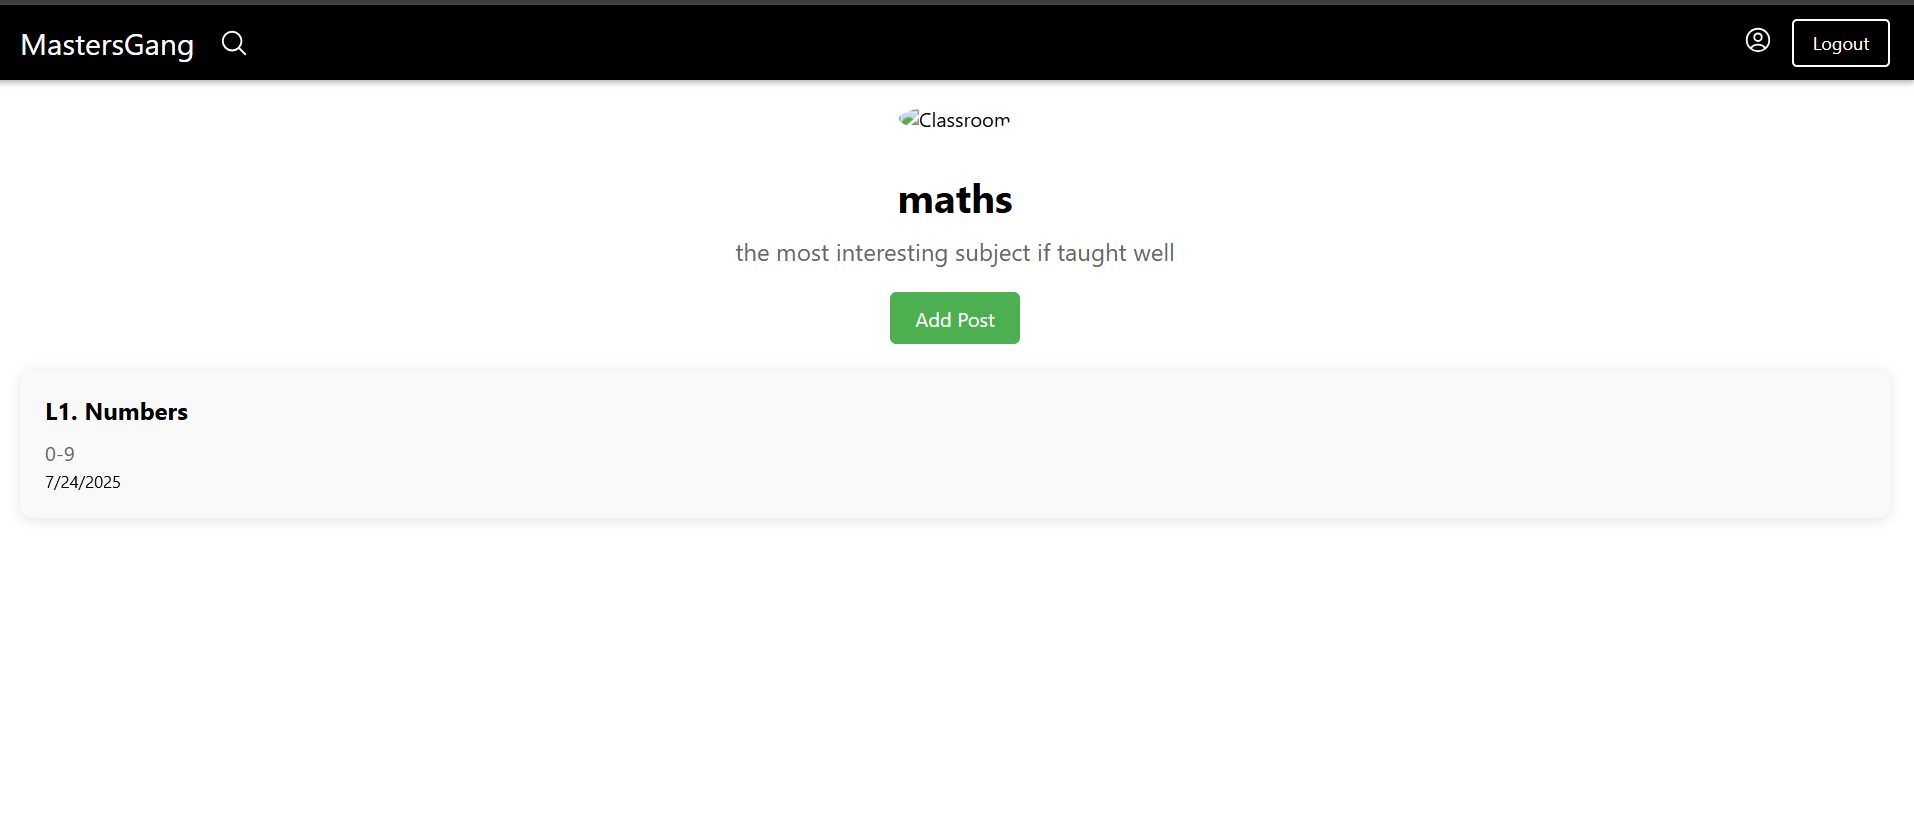 MastersGang
Logout
Classroom
maths
the most interesting subject if taught well
Add Post
L1. Numbers
0-9
7/24/2025